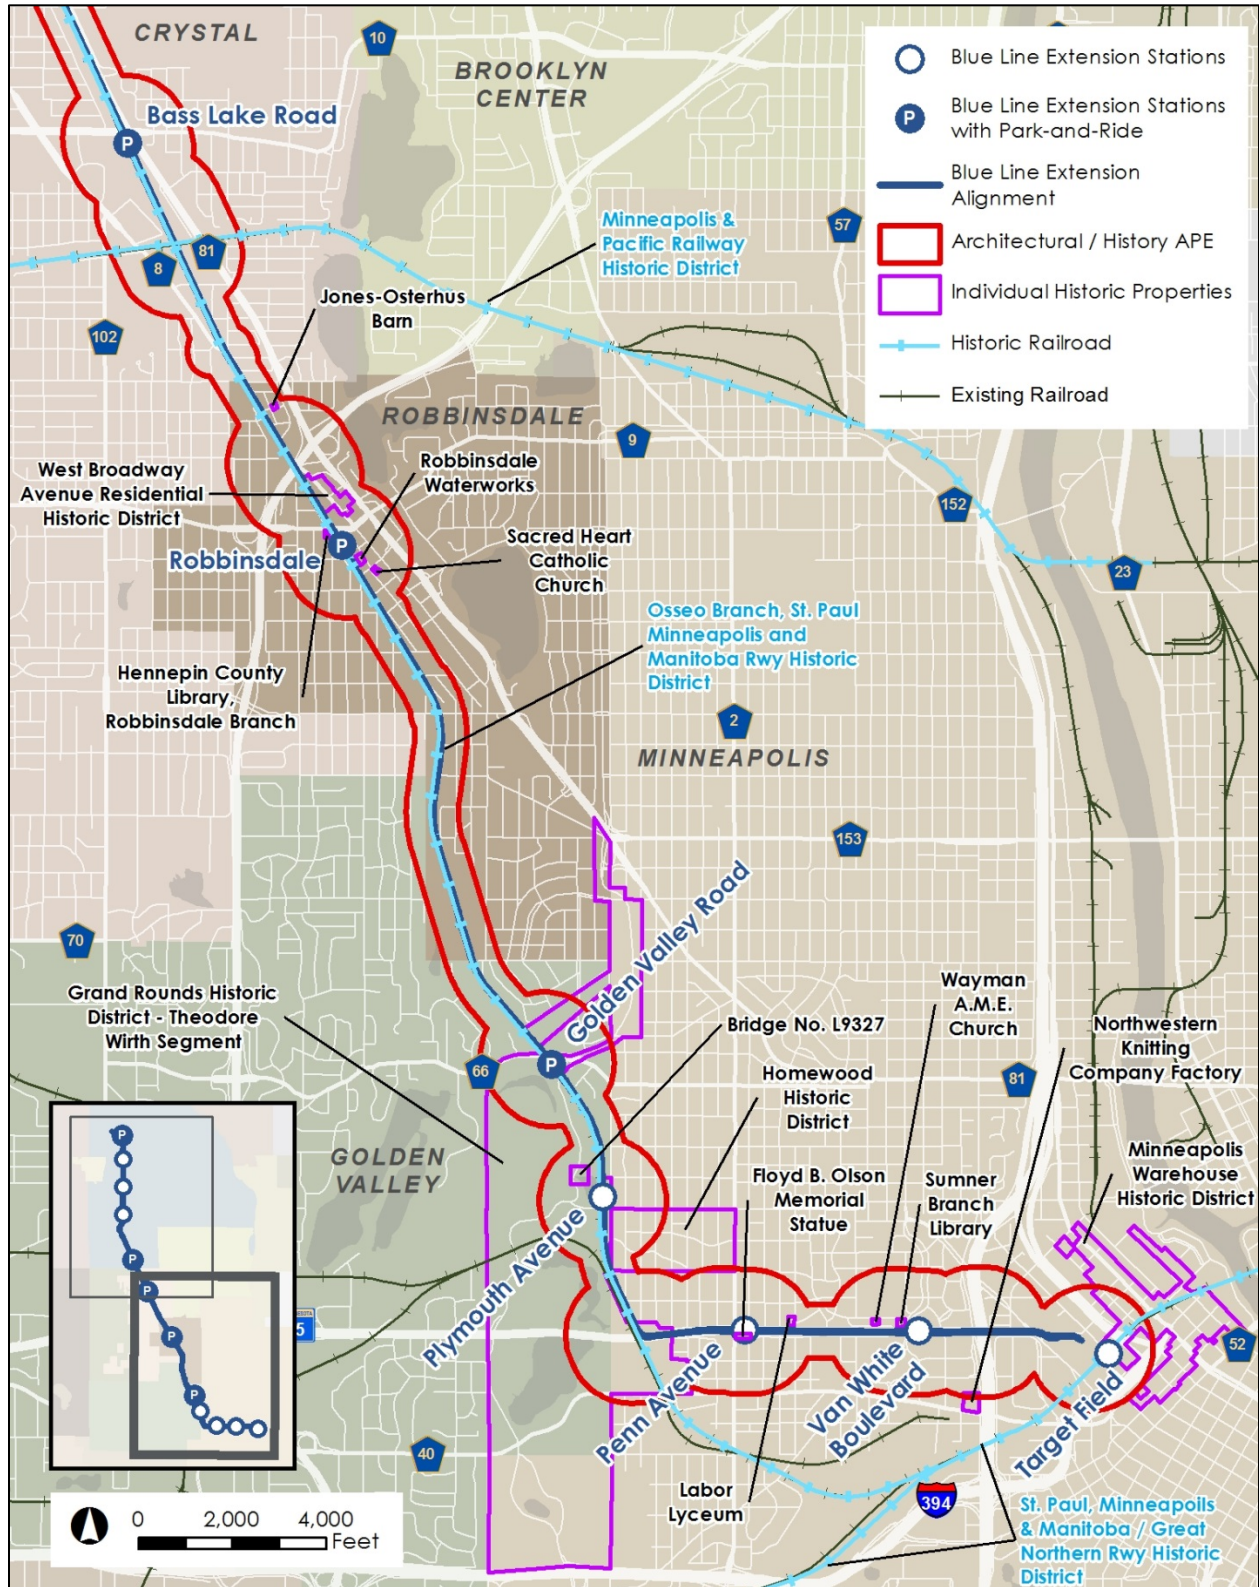 CRYSTAL
10
BROOKLYN
CENTER
Blue Line Extension Stations
P
Blue Line Extension Stations
with Park-and-Ride
Blue Line Extension
Alignment
Architectural / History APE
Individual Historic Properties
Historic Railroad
Existing Railroad
Bass Lake Road
P
Minneapolis &
Pacific Railway
Historic District
57
81
8
102
Jones-Osterhus
Barn
ROBBINSDALE
9
West Broadway
Avenue Residential
Historic District
Robbinsdale
Waterworks
152
Sacred Heart
Catholic
Church
P
Robbinsdale
23
Osseo Branch, St. Paul
Minneapolis and
Manitoba Rwy Historic
District
Hennepin County
Library,
Robbinsdale Branch
2
MINNEAPOLIS
153
70
Golden Valley Road
Grand Rounds Historic
District - Theodore
Wirth Segment
Wayman
A.M.E.
Church
Bridge No. L9327
Northwestern
Knitting
Company Factory
66
P
Homewood
Historic
District
81
GOLDEN
VALLEY
Floyd B. Olson
Memorial
Statue
Sumner
Branch
Library
Minneapolis
Warehouse
Historic District
P
P
P
P
P
5
Plymouth Avenue
Penn Avenue
Van White
Boulevard
Target Field
52
40
Labor
Lyceum
394
St. Paul, Minneapolis
& Manitoba / Great
Northern Rwy Historic
District
0 2,000 4,000
Feet